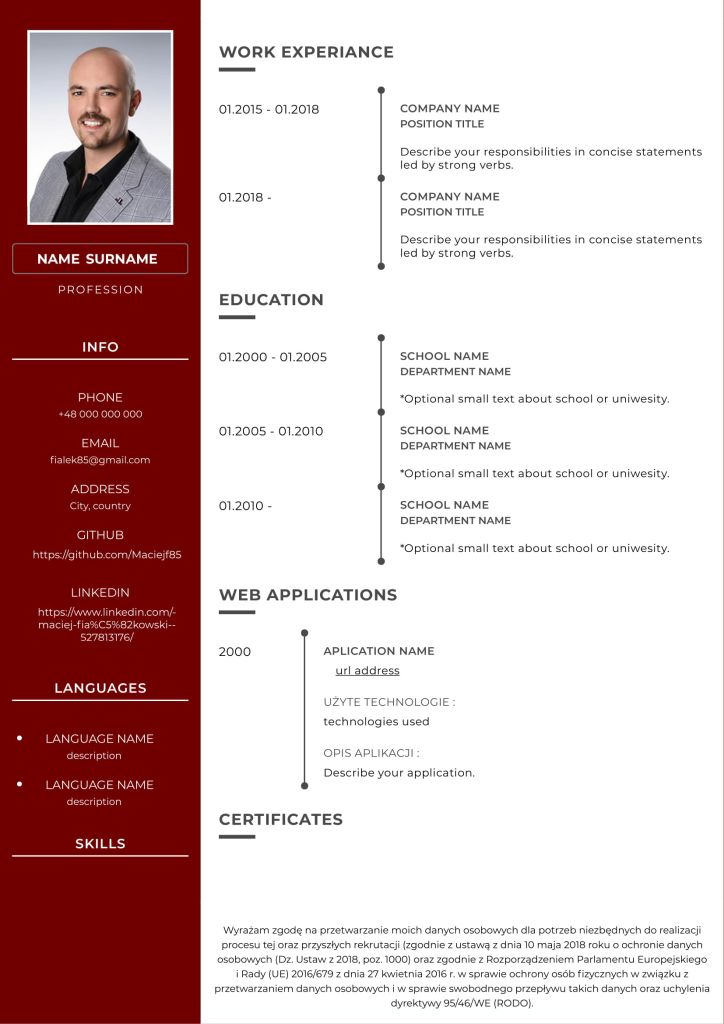 NAME SURNAME
PROFESSION
INFO
PHONE
+48 000 000 000
EMAIL
fialek85@gmail.com
ADDRESS
City, country
GITHUB
https://github.com/Maciejf85
LINKEDIN
https://www.linkedin.com/-
maciej-fia%C5%82kowski--
527813176/
LANGUAGES
LANGUAGE NAME
description
LANGUAGE NAME
description
SKILLS
WORK EXPERIANCE
01.2015 - 01.2018
COMPANY NAME
POSITION TITLE
Describe your responsibilities in concise statements
led by strong verbs.
01.2018 -
COMPANY NAME
POSITION TITLE
Describe your responsibilities in concise statements
led by strong verbs.
EDUCATION
01.2000 - 01.2005
SCHOOL NAME
DEPARTMENT NAME
*Optional small text about school or uniwesity.
01.2005 - 01.2010
SCHOOL NAME
DEPARTMENT NAME
*Optional small text about school or uniwesity.
01.2010 -
SCHOOL NAME
DEPARTMENT NAME
*Optional small text about school or uniwesity.
WEB APPLICATIONS
2000
APLICATION NAME
url address
UŻYTE TECHNOLOGIE :
technologies used
OPIS APLIKACJI :
Describe your application.
CERTIFICATES
Wyrażam zgodę na przetwarzanie moich danych osobowych dla potrzeb niezbędnych do realizacji
procesu tej oraz przyszłych rekrutacji (zgodnie z ustawą z dnia 10 maja 2018 roku o ochronie danych
osobowych (Dz. Ustaw z 2018, poz. 1000) oraz zgodnie z Rozporządzeniem Parlamentu Europejskiego
i Rady (UE) 2016/679 z dnia 27 kwietnia 2016 r. w sprawie ochrony osób fizycznych w związku z
przetwarzaniem danych osobowych i w sprawie swobodnego przepływu takich danych oraz uchylenia
dyrektywy 95/46/WE (RODO).